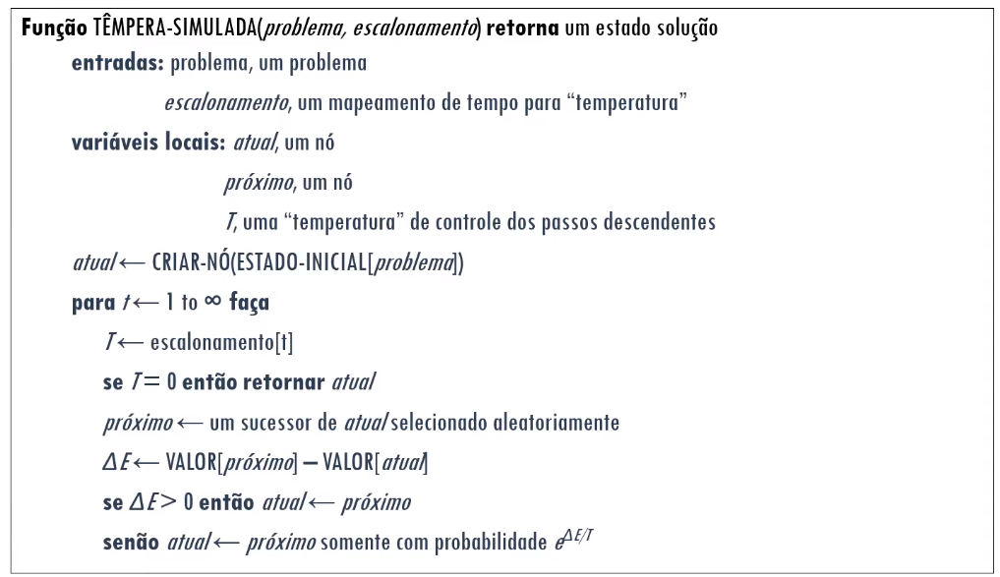 Função TÊMPERA-SIMULADA(problema, escalonamento) retorna um estado solução
entradas: problema, um problema
escalonamento, um mapeamento de tempo para “temperatura”
variáveis locais: atual, um nó
próximo, um nó
T, uma “temperatura” de controle dos passos descendentes
atual ← CRIAR-NÓ(ESTADO-INICIAL[problema])
para t ← 1 to ∞ faça
T ← escalonamento[t]
se T = 0 então retornar atual
próximo ← um sucessor de atual selecionado aleatoriamente
ΔE ← VALOR[próximo] – VALOR[atual]
se ΔE > 0 então atual ← próximo
senão atual ← próximo somente com probabilidade e^ΔE/T